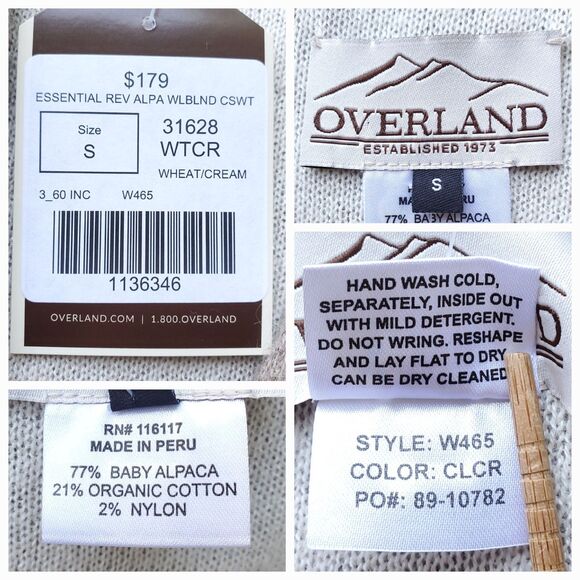 $179
ESSENTIAL REV ALPA WLBLND CSWT
Size
S
31628
WTCR
WHEAT/CREAM
3_60 INC W465
1136346
OVERLAND.COM | 1.800.OVERLAND
OVERLAND
ESTABLISHED 1973
S
RU
77% BABY ALPACA
HAND WASH COLD,
SEPARATELY, INSIDE OUT
WITH MILD DETERGENT.
DO NOT WRING. RESHAPE
AND LAY FLAT TO DRY
CAN BE DRY CLEANED
STYLE: W465
COLOR: CLCR
PO#: 89-10782
RN# 116117
MADE IN PERU
77% BABY ALPACA
21% ORGANIC COTTON
2% NYLON